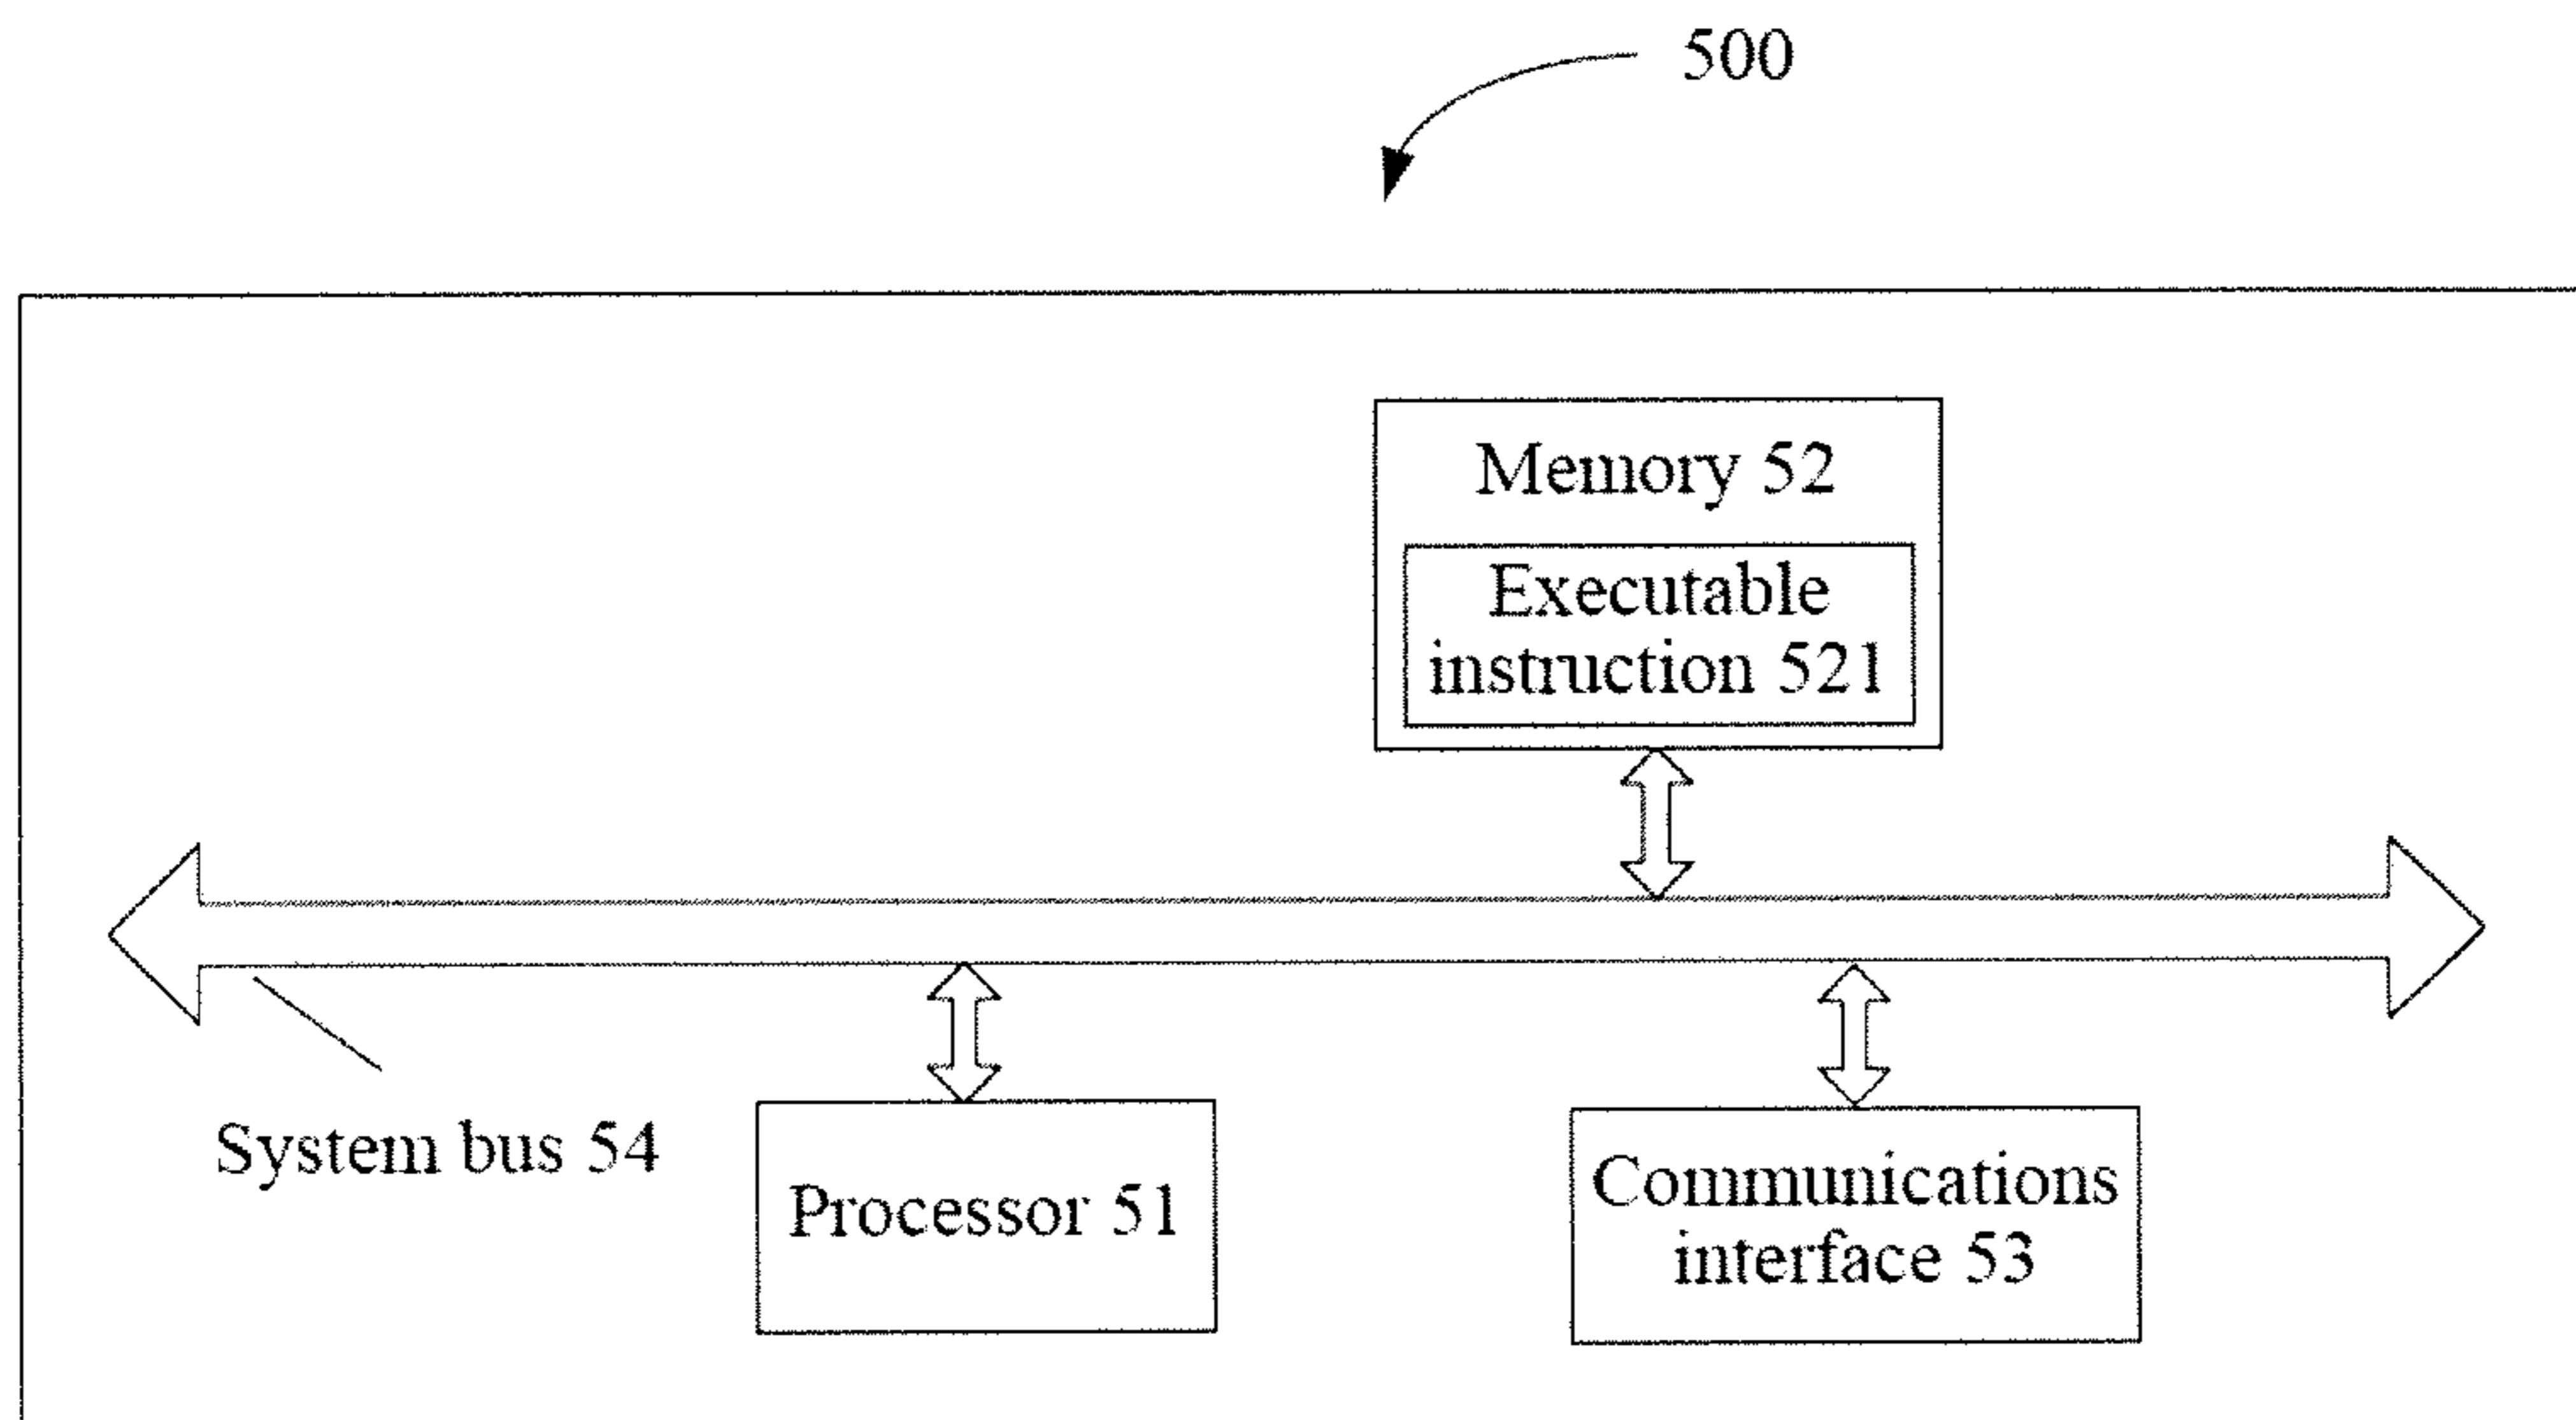 500
Memory 52
Executable
instruction 521
System bus 54
Processor 51
Communications
interface 53